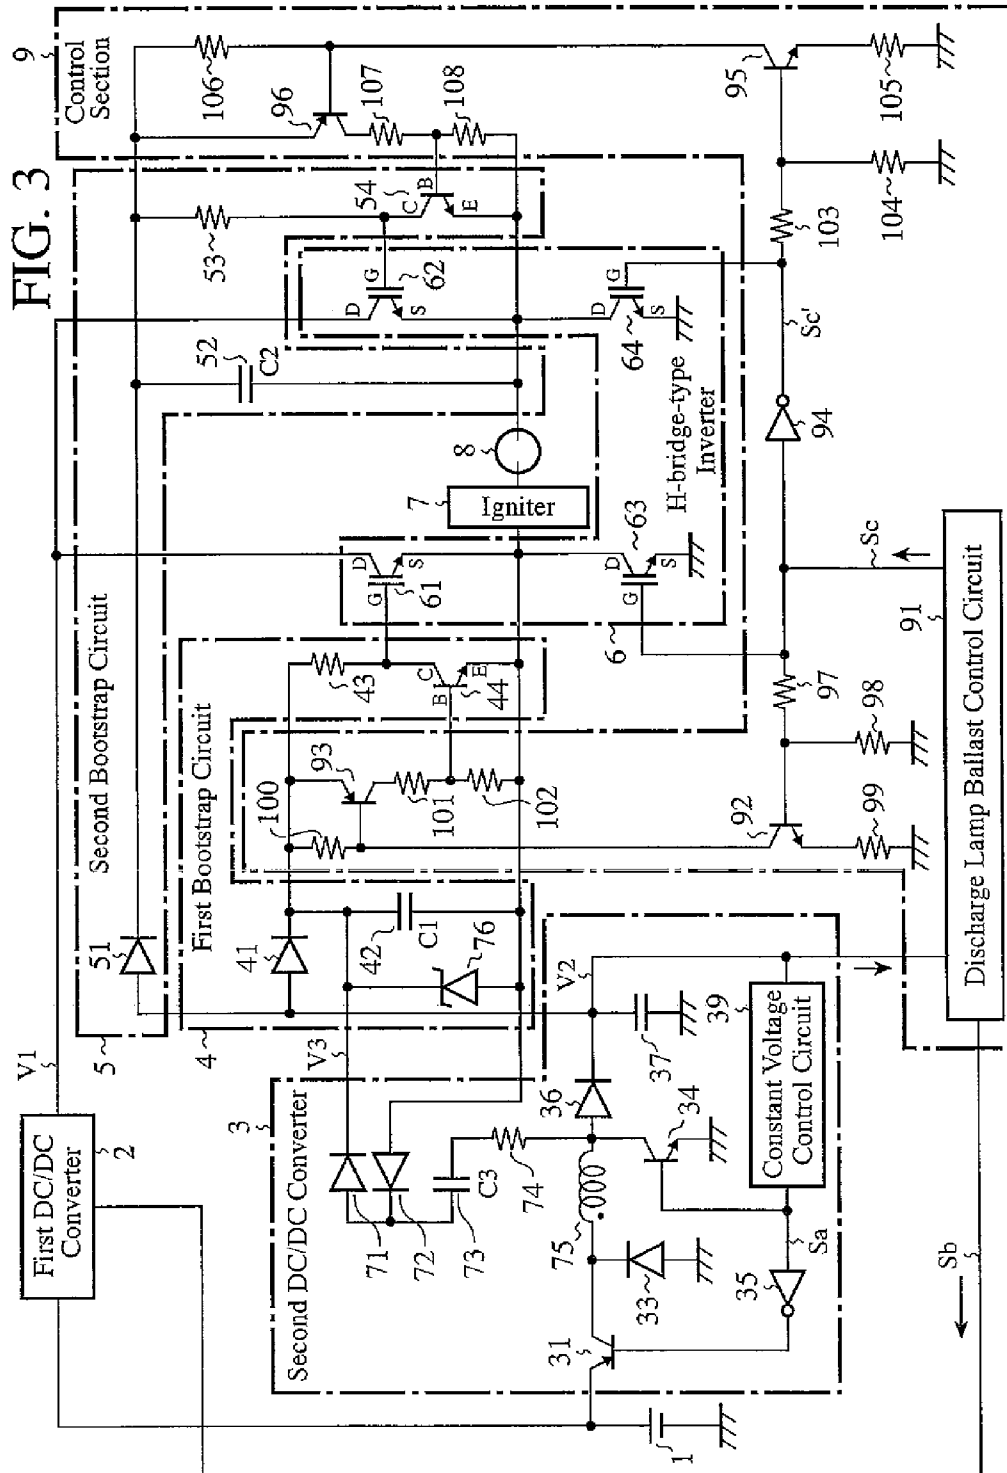 FIG. 3
9
Control
Section
106
96
107
108
95
105
104
103
Second Bootstrap Circuit
5
51
53
54
C
B
E
52
C2
D
G
S
62
D
G
S
64
Sc'
94
V1
First DC/DC
Converter
2
First Bootstrap Circuit
4
41
42
C1
76
100
93
101
102
43
C
B
E
44
D
G
S
61
7
Igniter
8
D
G
S
63
6
H-bridge-type
Inverter
V3
V2
3
Second DC/DC Converter
71
72
73
C3
74
75
36
37
34
33
31
35
Sa
39
Constant Voltage
Control Circuit
1
92
97
98
99
Sc
91
Discharge Lamp Ballast Control Circuit
Sb